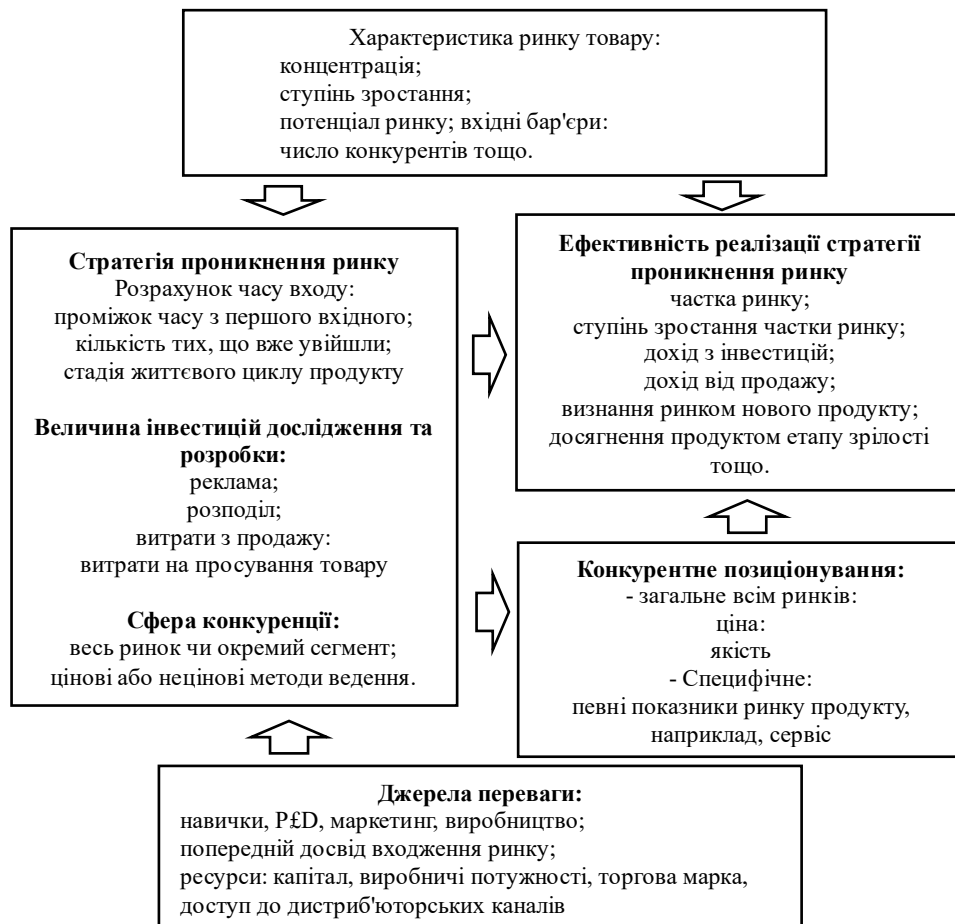 Характеристика ринку товару:
концентрація;
ступінь зростання;
потенціал ринку; вхідні бар'єри:
число конкурентів тощо.
Стратегія проникнення ринку
Розрахунок часу входу:
проміжок часу з першого вхідного;
кількість тих, що вже увійшли;
стадія життєвого циклу продукту
Величина інвестицій дослідження та
розробки:
реклама;
розподіл;
витрати з продажу:
витрати на просування товару
Сфера конкуренції:
весь ринок чи окремий сегмент;
цінові або нецінові методи ведення.
Ефективність реалізації стратегії
проникнення ринку
частка ринку;
ступінь зростання частки ринку;
дохід з інвестицій;
дохід від продажу;
визнання ринком нового продукту;
досягнення продуктом етапу зрілості
тощо.
Конкурентне позиціонування:
- загальне всім ринків:
ціна:
якість
- Специфічне:
певні показники ринку продукту,
наприклад, сервіс
Джерела переваги:
навички, P£D, маркетинг, виробництво;
попередній досвід входження ринку;
ресурси: капітал, виробничі потужності, торгова марка,
доступ до дистриб'юторських каналів